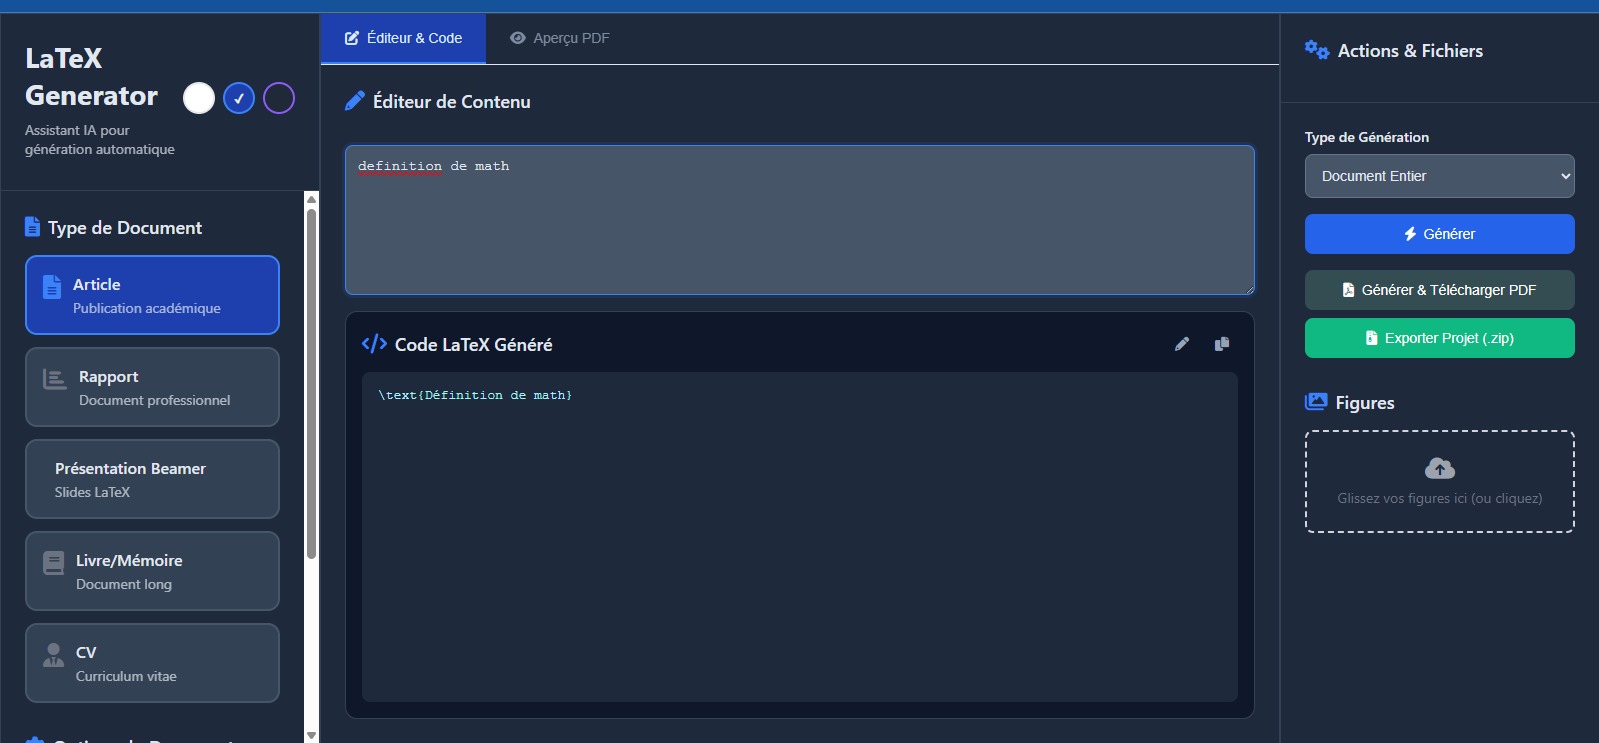 LaTeX
Generator
Assistant IA pour
génération automatique
Type de Document
Article
Publication académique
Rapport
Document professionnel
Présentation Beamer
Slides LaTeX
Livre/Mémoire
Document long
CV
Curriculum vitae
Éditeur & Code
Aperçu PDF
Éditeur de Contenu
definition de math
Code LaTeX Généré
\text{Définition de math}
Actions & Fichiers
Type de Génération
Document Entier
Générer
Générer & Télécharger PDF
Exporter Projet (.zip)
Figures
Glissez vos figures ici (ou cliquez)